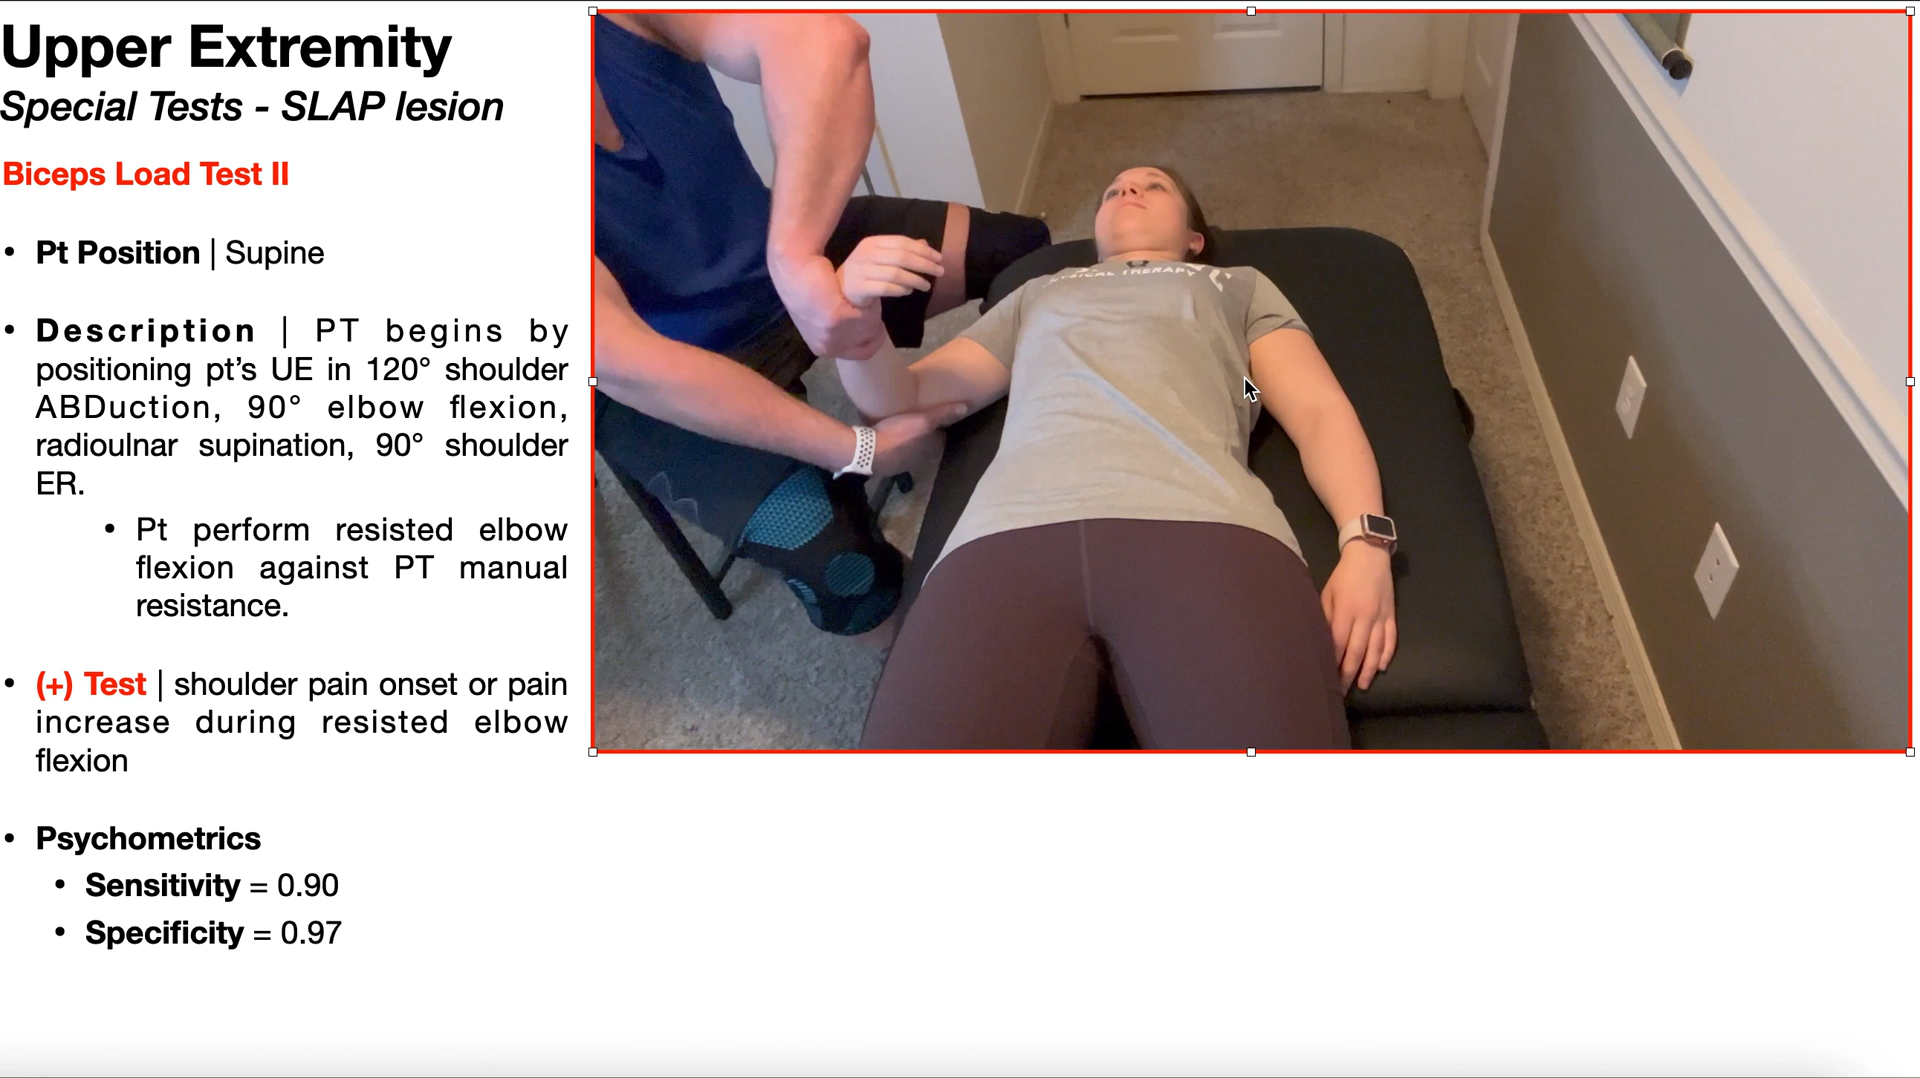 Upper Extremity
Special Tests - SLAP lesion
Biceps Load Test II
• Pt Position | Supine
• Description | PT begins by
positioning pt's UE in 120° shoulder
ABDuction, 90° elbow flexion,
radioulnar supination, 90° shoulder
ER.
• Pt perform resisted elbow
flexion against PT manual
resistance.
• (+) Test | shoulder pain onset or pain
increase during resisted elbow
flexion
• Psychometrics
• Sensitivity = 0.90
• Specificity = 0.97
THERAPY